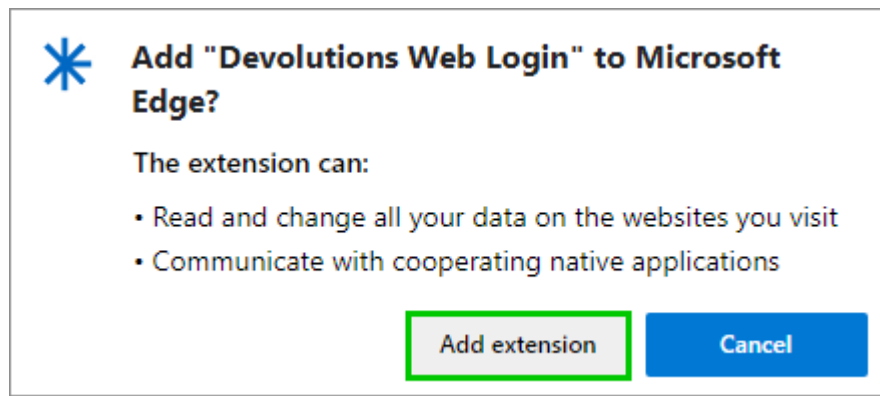 Add "Devolutions Web Login" to Microsoft
Edge?
The extension can:
• Read and change all your data on the websites you visit
• Communicate with cooperating native applications
Add extension
Cancel